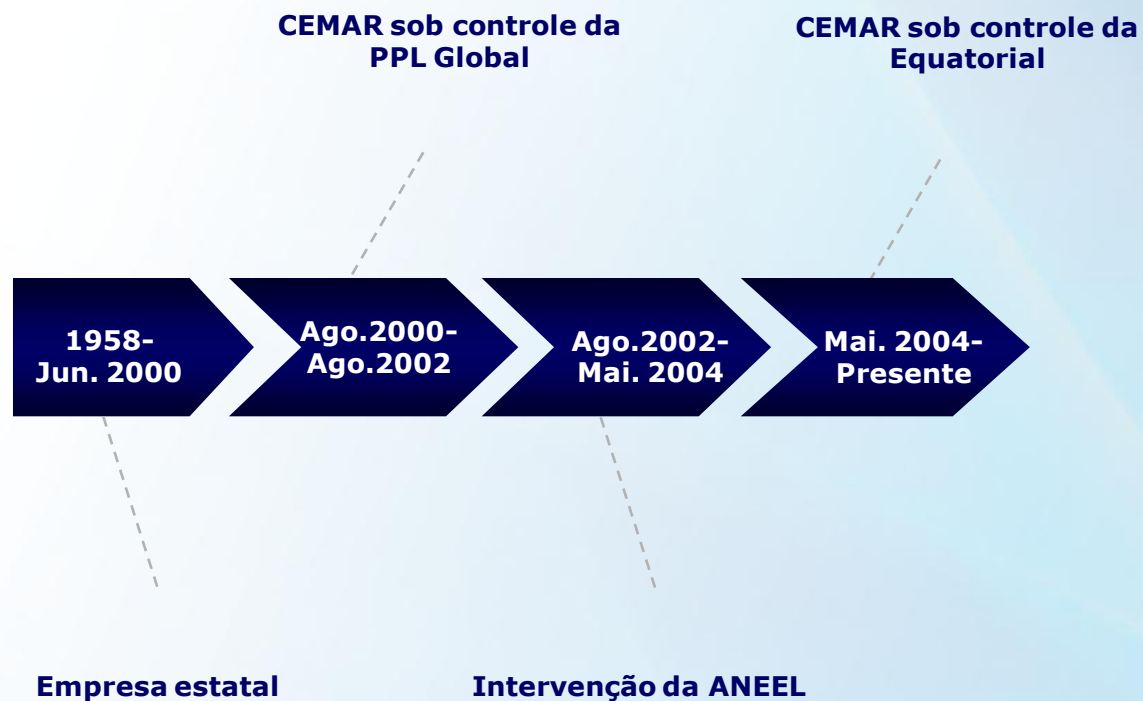 CEMAR sob controle da
PPL Global
CEMAR sob controle da
Equatorial
1958-
Jun. 2000
Ago.2000-
Ago.2002
Ago.2002-
Mai. 2004
Mai. 2004-
Presente
Empresa estatal
Intervenção da ANEEL